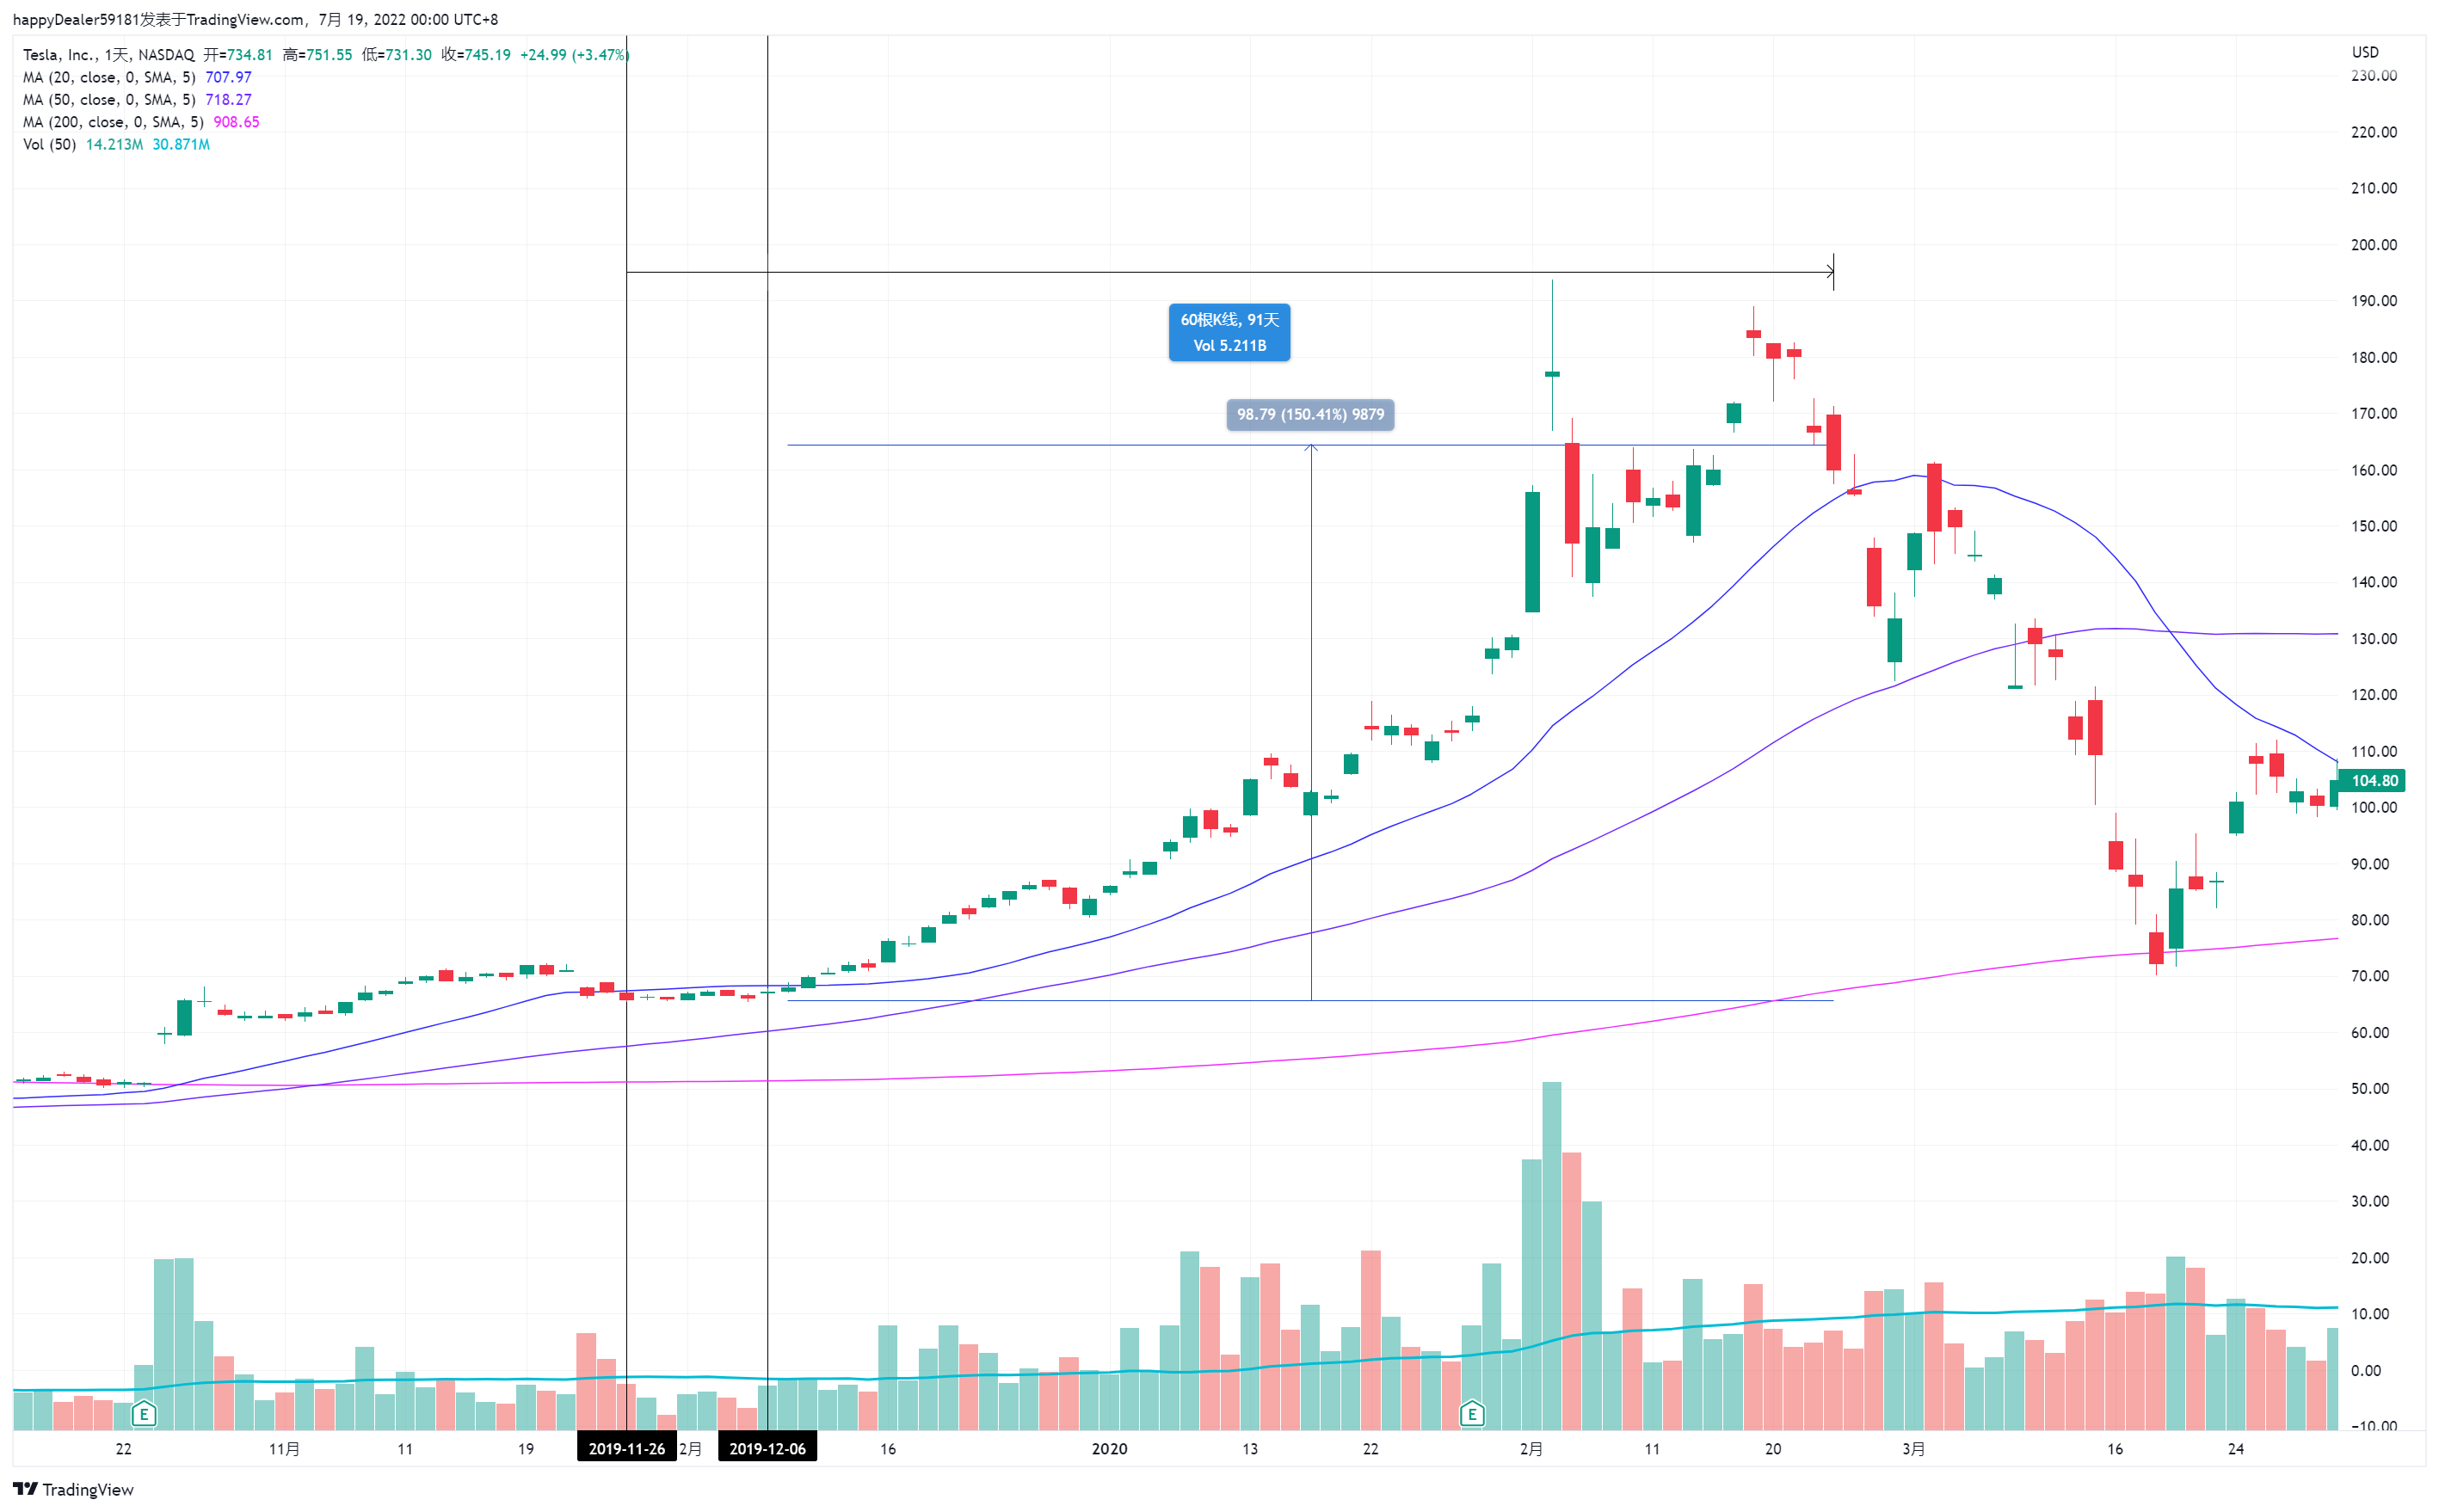 happyDealer59181发表于TradingView.com, 7月 19, 2022 00:00 UTC+8
Tesla, Inc., 1天, NASDAQ 开=734.81 高=751.55 低=731.30 收=745.19 +24.99 (+3.47%)
MA (20, close, 0, SMA, 5) 707.97
MA (50, close, 0, SMA, 5) 718.27
MA (200, close, 0, SMA, 5) 908.65
Vol (50) 14.213M 30.871M
USD
230.00
220.00
210.00
200.00
190.00
180.00
170.00
160.00
150.00
140.00
130.00
120.00
110.00
104.80
100.00
90.00
80.00
70.00
60.00
50.00
40.00
30.00
20.00
10.00
0.00
-10.00
60根K线, 91天
Vol 5.211B
98.79 (150.41%) 9879
E
E
22 11月 11 19 2019-11-26 2月 2019-12-06 16 2020 13 22 2月 11 20 3月 16 24
TradingView